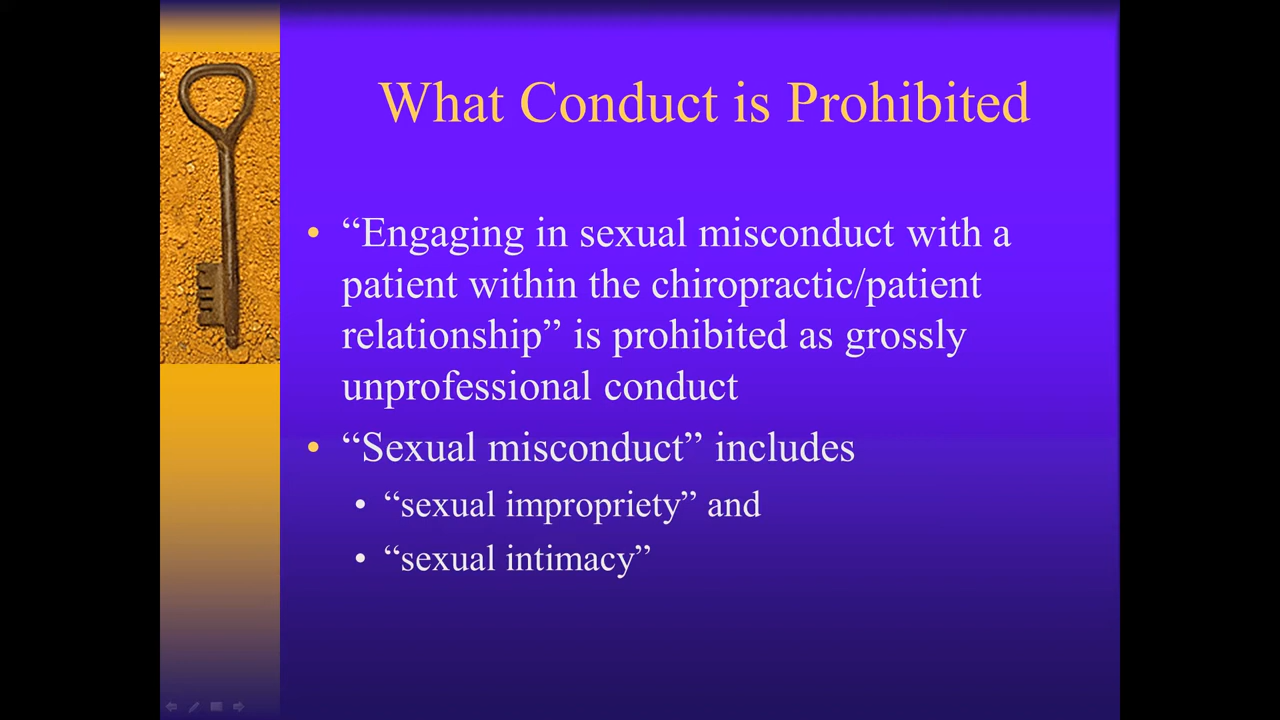 What Conduct is Prohibited
• “Engaging in sexual misconduct with a
patient within the chiropractic/patient
relationship” is prohibited as grossly
unprofessional conduct
• “Sexual misconduct” includes
• “sexual impropriety” and
• “sexual intimacy”